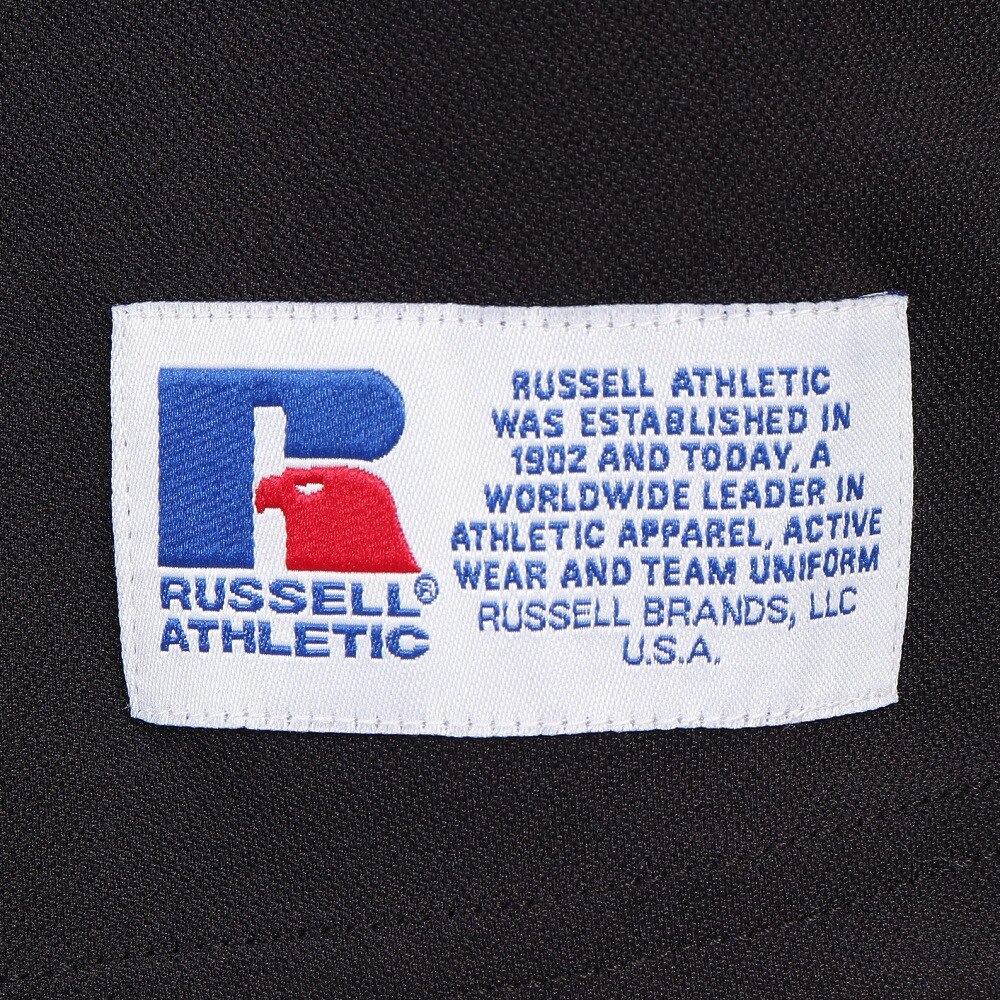 R
RUSSELL®
ATHLETIC
RUSSELL ATHLETIC
WAS ESTABLISHED IN
1902 AND TODAY, A
WORLDWIDE LEADER IN
ATHLETIC APPAREL, ACTIVE
WEAR AND TEAM UNIFORM
RUSSELL BRANDS, LLC
U.S.A.